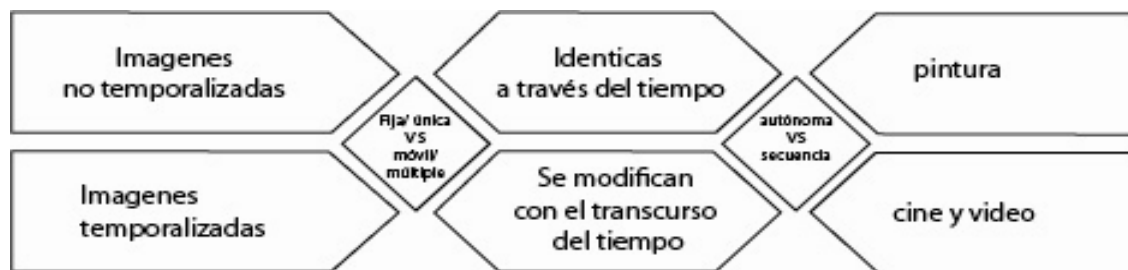 Imagenes
no temporalizadas
Identicas
a través del tiempo
pintura
Fija/ única
VS
móvil/
múltiple
autónoma
VS
secuencia
Imagenes
temporalizadas
Se modifican
con el transcurso
del tiempo
cine y video